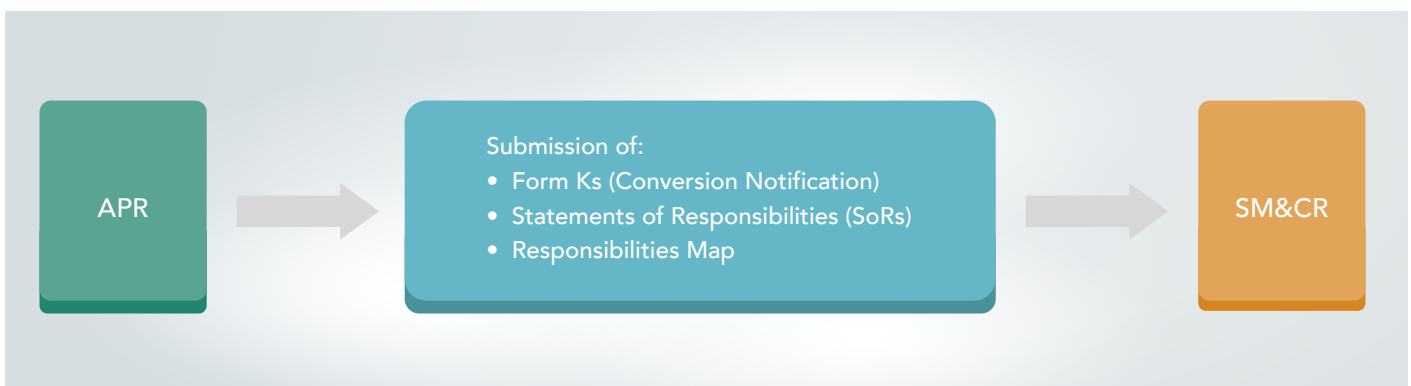 APR
Submission of:
• Form Ks (Conversion Notification)
• Statements of Responsibilities (SoRs)
• Responsibilities Map
SM&CR